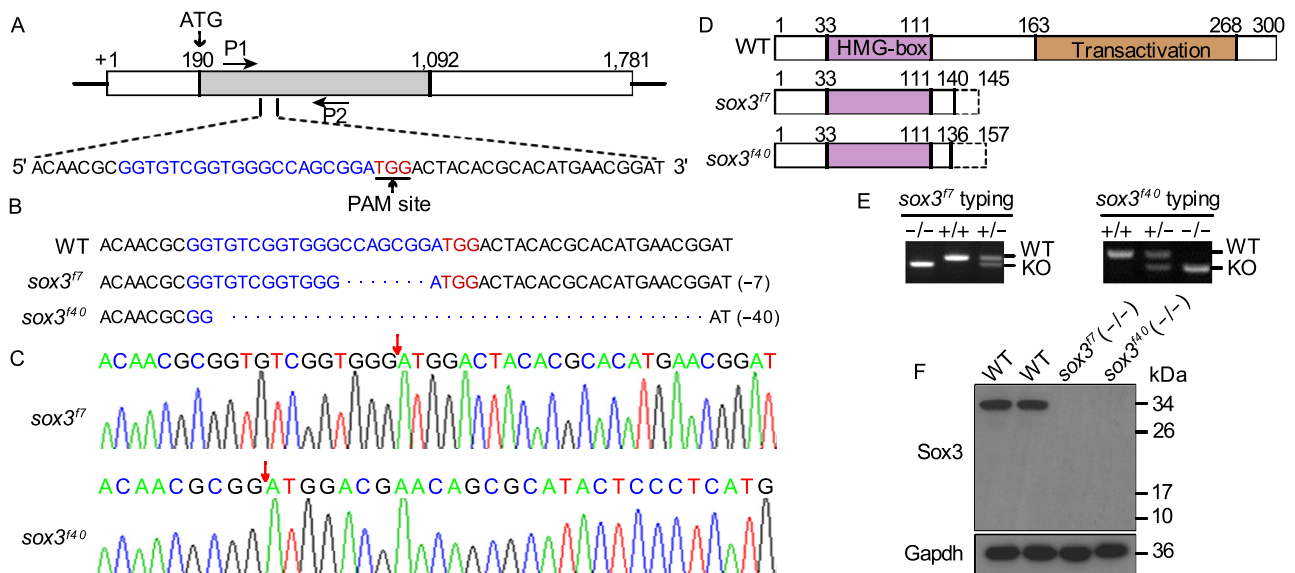 A
ATG
+1 190 P1 1,092 1,781
P2
5' ACAACGCGGTGTCGGTGGGCCAGCGGATGGACTACACGCACATGAACGGAT 3'
PAM site
B
WT ACAACGCGGTGTCGGTGGGCCAGCGGATGGACTACACGCACATGAACGGAT
sox3f7 ACAACGCGGTGTCGGTGGG · · · · · · · ATGGACTACACGCACATGAACGGAT (−7)
sox3f40 ACAACGCGG AT (−40)
C
ACAACGCGGTGTCGGTGGGATGGACTACACGCACATGAACGGAT
sox3f7
ACAACGCGGATGGACGAACAGCGCATACTCCCTCATG
sox3f40
D
1 33 111 163 268 300
WT HMG-box Transactivation
1 33 111 140 145
sox3f7
1 33 111 136 157
sox3f40
E
sox3f7 typing
−/− +/+ +/−
WT
KO
sox3f40 typing
+/+ +/− −/−
WT
KO
F
WT WT sox3f7 (−/−) sox3f40 (−/−) kDa
34
26
Sox3
17
10
Gapdh 36